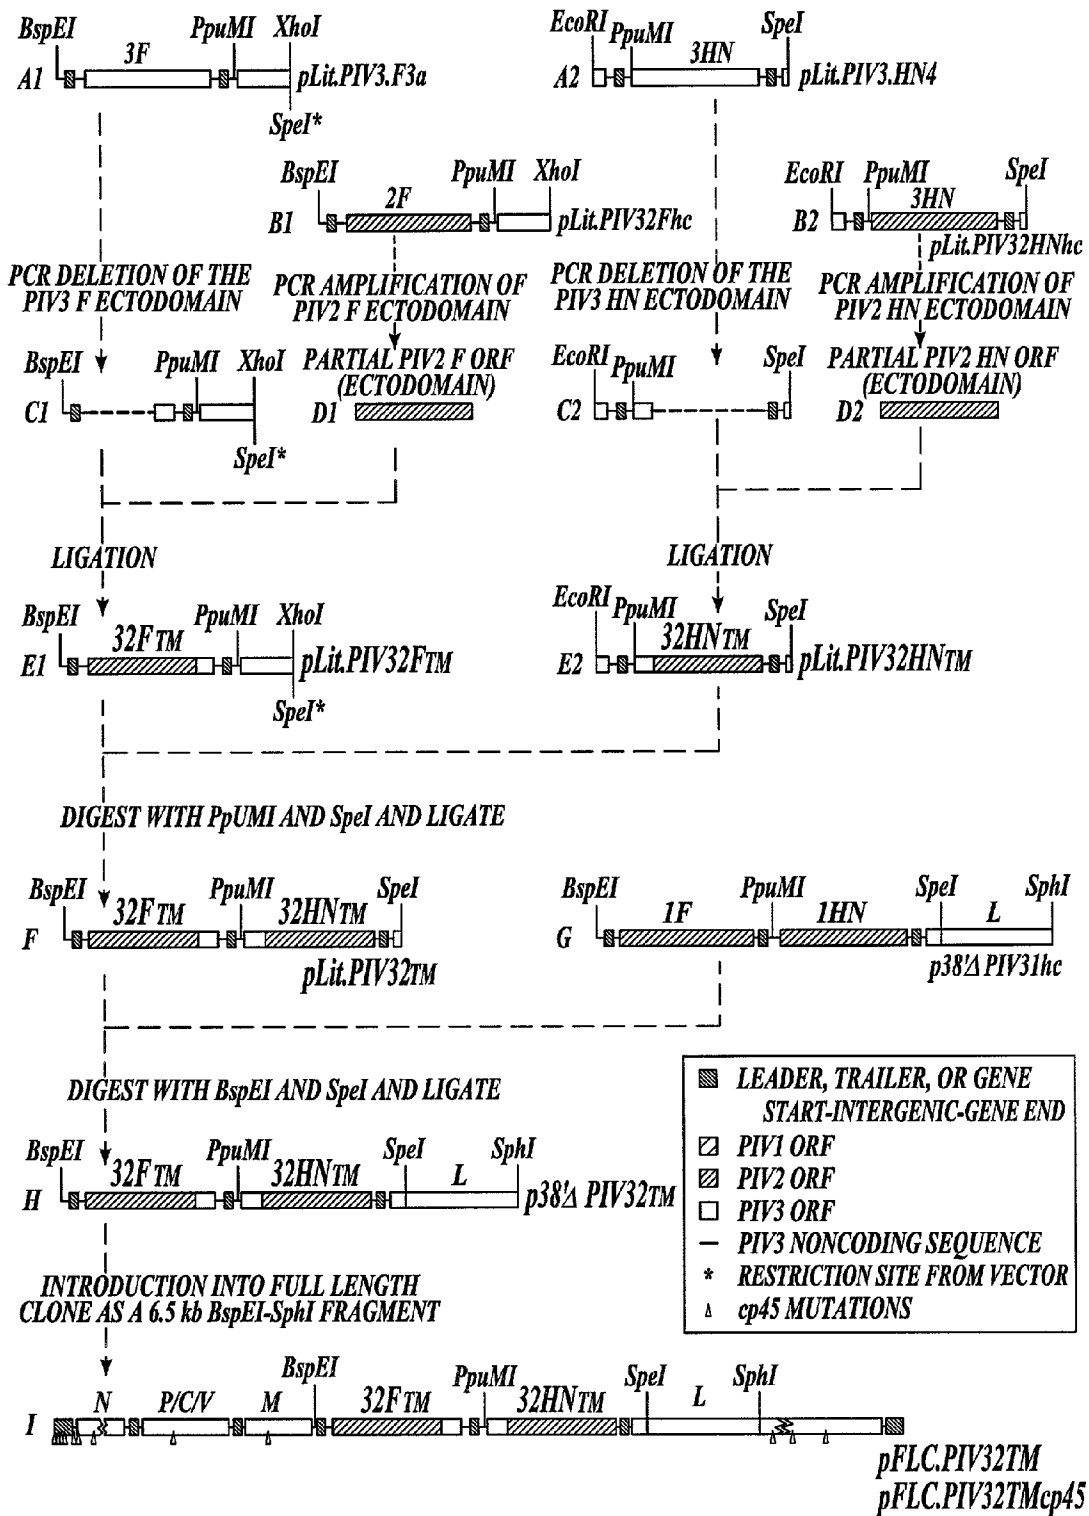 BspEI PpuMI XhoI
3F
A1 pLit.PIV3.F3a
SpeI*
EcoRI PpuMI SpeI
3HN
A2 pLit.PIV3.HN4
BspEI PpuMI XhoI
2F
B1 pLit.PIV32Fhc
EcoRI PpuMI SpeI
3HN
B2
pLit.PIV32HNhc
PCR DELETION OF THE
PIV3 F ECTODOMAIN
PCR AMPLIFICATION OF
PIV2 F ECTODOMAIN
PCR DELETION OF THE
PIV3 HN ECTODOMAIN
PCR AMPLIFICATION OF
PIV2 HN ECTODOMAIN
BspEI PpuMI XhoI
C1
SpeI*
PARTIAL PIV2 F ORF
(ECTODOMAIN)
D1
EcoRI PpuMI SpeI
C2
PARTIAL PIV2 HN ORF
(ECTODOMAIN)
D2
LIGATION
LIGATION
BspEI PpuMI XhoI
32FTM
E1 pLit.PIV32FTM
SpeI*
EcoRI PpuMI SpeI
32HNTM
E2 pLit.PIV32HNTM
DIGEST WITH PpUMI AND SpeI AND LIGATE
BspEI PpuMI SpeI
32FTM 32HNTM
F
pLit.PIV32TM
BspEI PpuMI SpeI SphI
1F 1HN L
G
p38'Δ PIV31hc
DIGEST WITH BspEI AND SpeI AND LIGATE
BspEI PpuMI SpeI SphI
32FTM 32HNTM L
H p38'Δ PIV32TM
LEADER, TRAILER, OR GENE
START-INTERGENIC-GENE END
PIV1 ORF
PIV2 ORF
PIV3 ORF
PIV3 NONCODING SEQUENCE
* RESTRICTION SITE FROM VECTOR
cp45 MUTATIONS
INTRODUCTION INTO FULL LENGTH
CLONE AS A 6.5 kb BspEI-SphI FRAGMENT
BspEI PpuMI SpeI SphI
N P/C/V M 32FTM 32HNTM L
I
pFLC.PIV32TM
pFLC.PIV32TMcp45